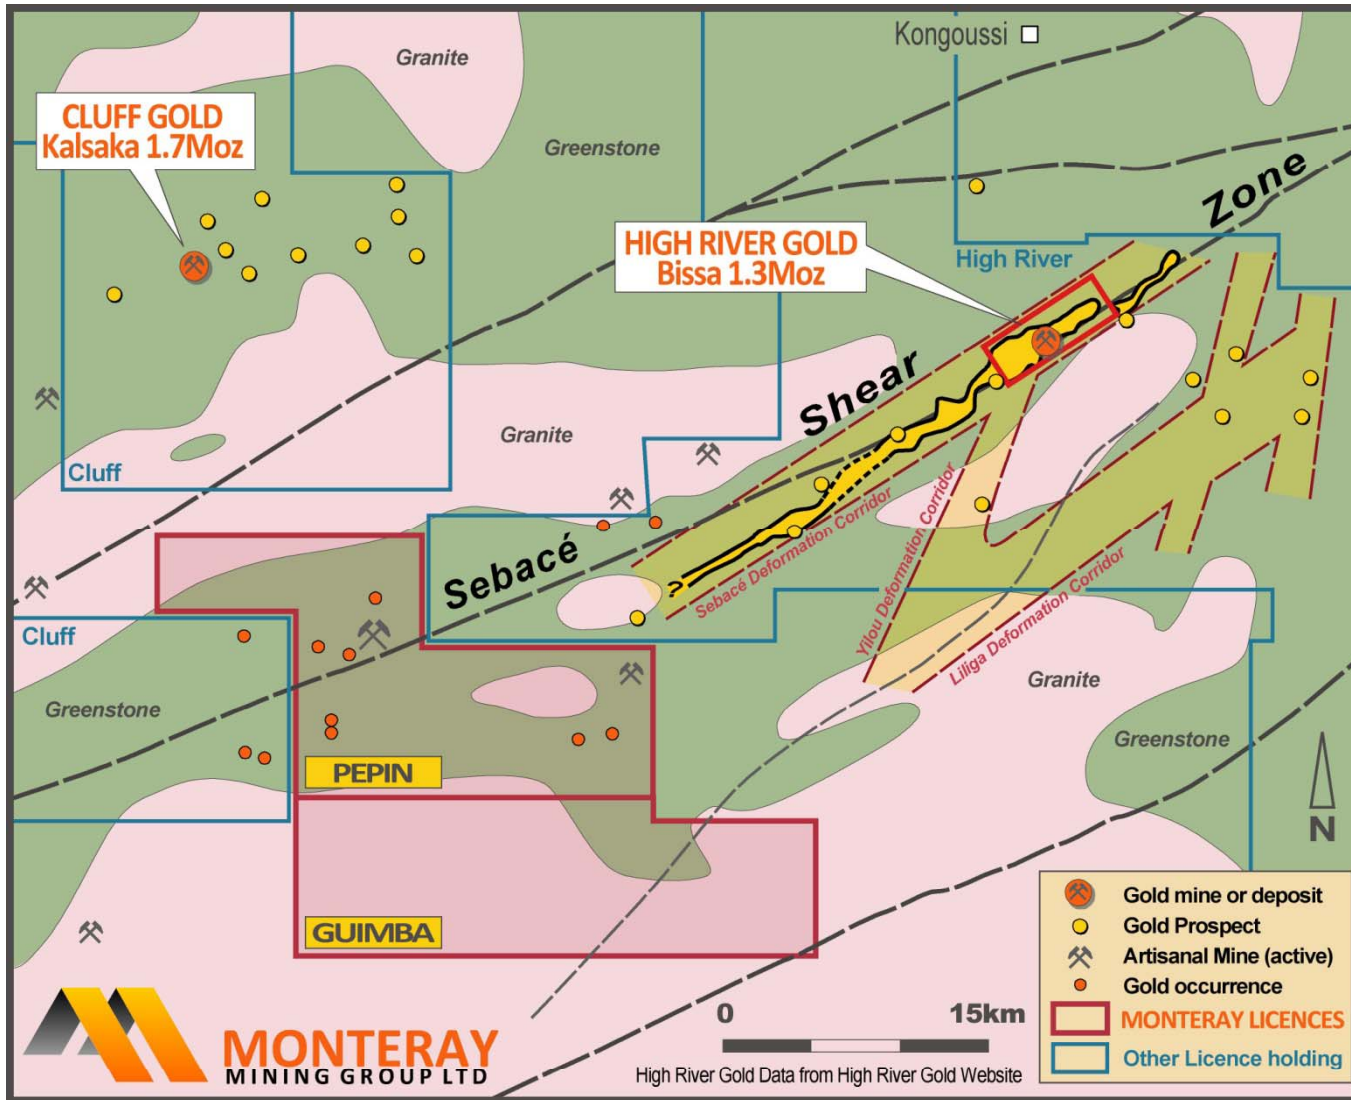 Kongoussi
Granite
CLUFF GOLD
Kalsaka 1.7Moz
Greenstone
Zone
HIGH RIVER GOLD
Bissa 1.3Moz
High River
Shear
Granite
Cluff
Sebacé
Sebacé Deformation Corridor
Yilou Deformation Corridor
Liliga Deformation Corridor
?
Cluff
Granite
Greenstone
Greenstone
PEPIN
N
GUIMBA
Gold mine or deposit
Gold Prospect
Artisanal Mine (active)
Gold occurrence
MONTERAY LICENCES
Other Licence holding
0 15km
High River Gold Data from High River Gold Website
MONTERAY
MINING GROUP LTD